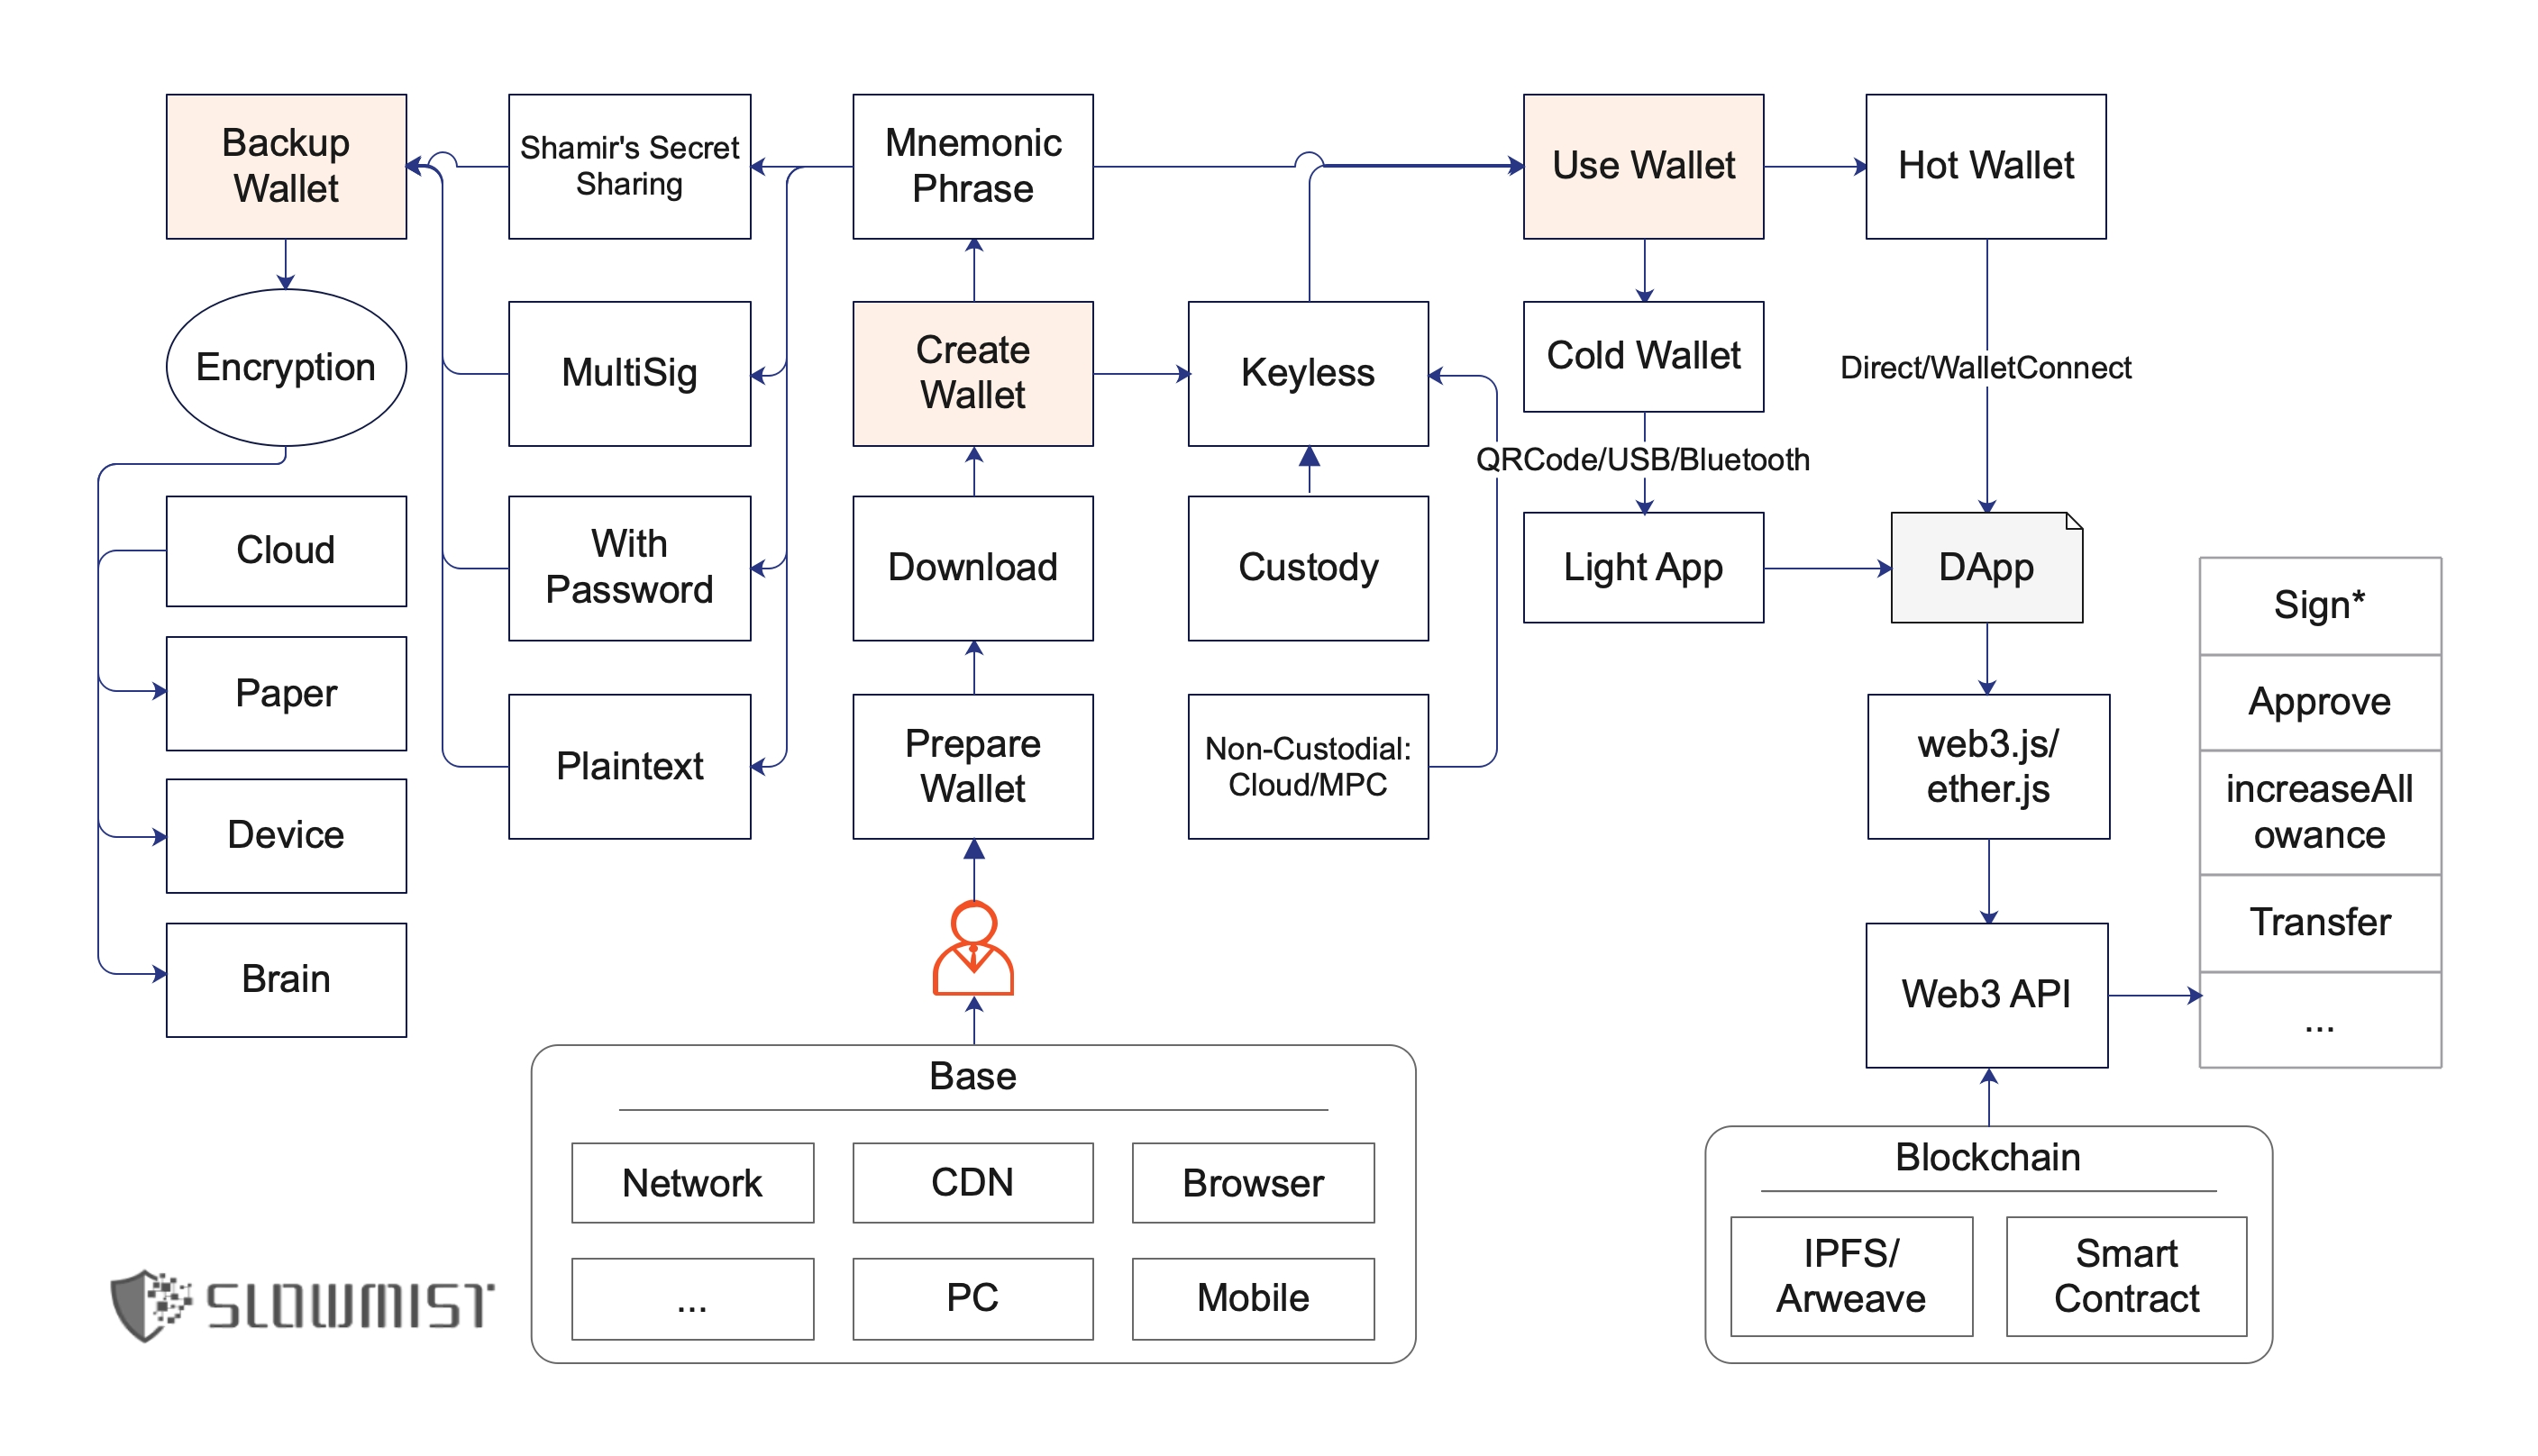 Backup
Wallet
Shamir's Secret
Sharing
Mnemonic
Phrase
Use Wallet
Hot Wallet
Encryption
MultiSig
Create
Wallet
Keyless
Cold Wallet
Direct/WalletConnect
QRCode/USB/Bluetooth
Cloud
With
Password
Download
Custody
Light App
DApp
Sign*
Paper
Plaintext
Prepare
Wallet
Non-Custodial:
Cloud/MPC
web3.js/
ether.js
Approve
increaseAll
owance
Device
Transfer
Brain
Web3 API
...
Base
Network
CDN
Browser
...
PC
Mobile
Blockchain
IPFS/
Arweave
Smart
Contract
SLOWMIST